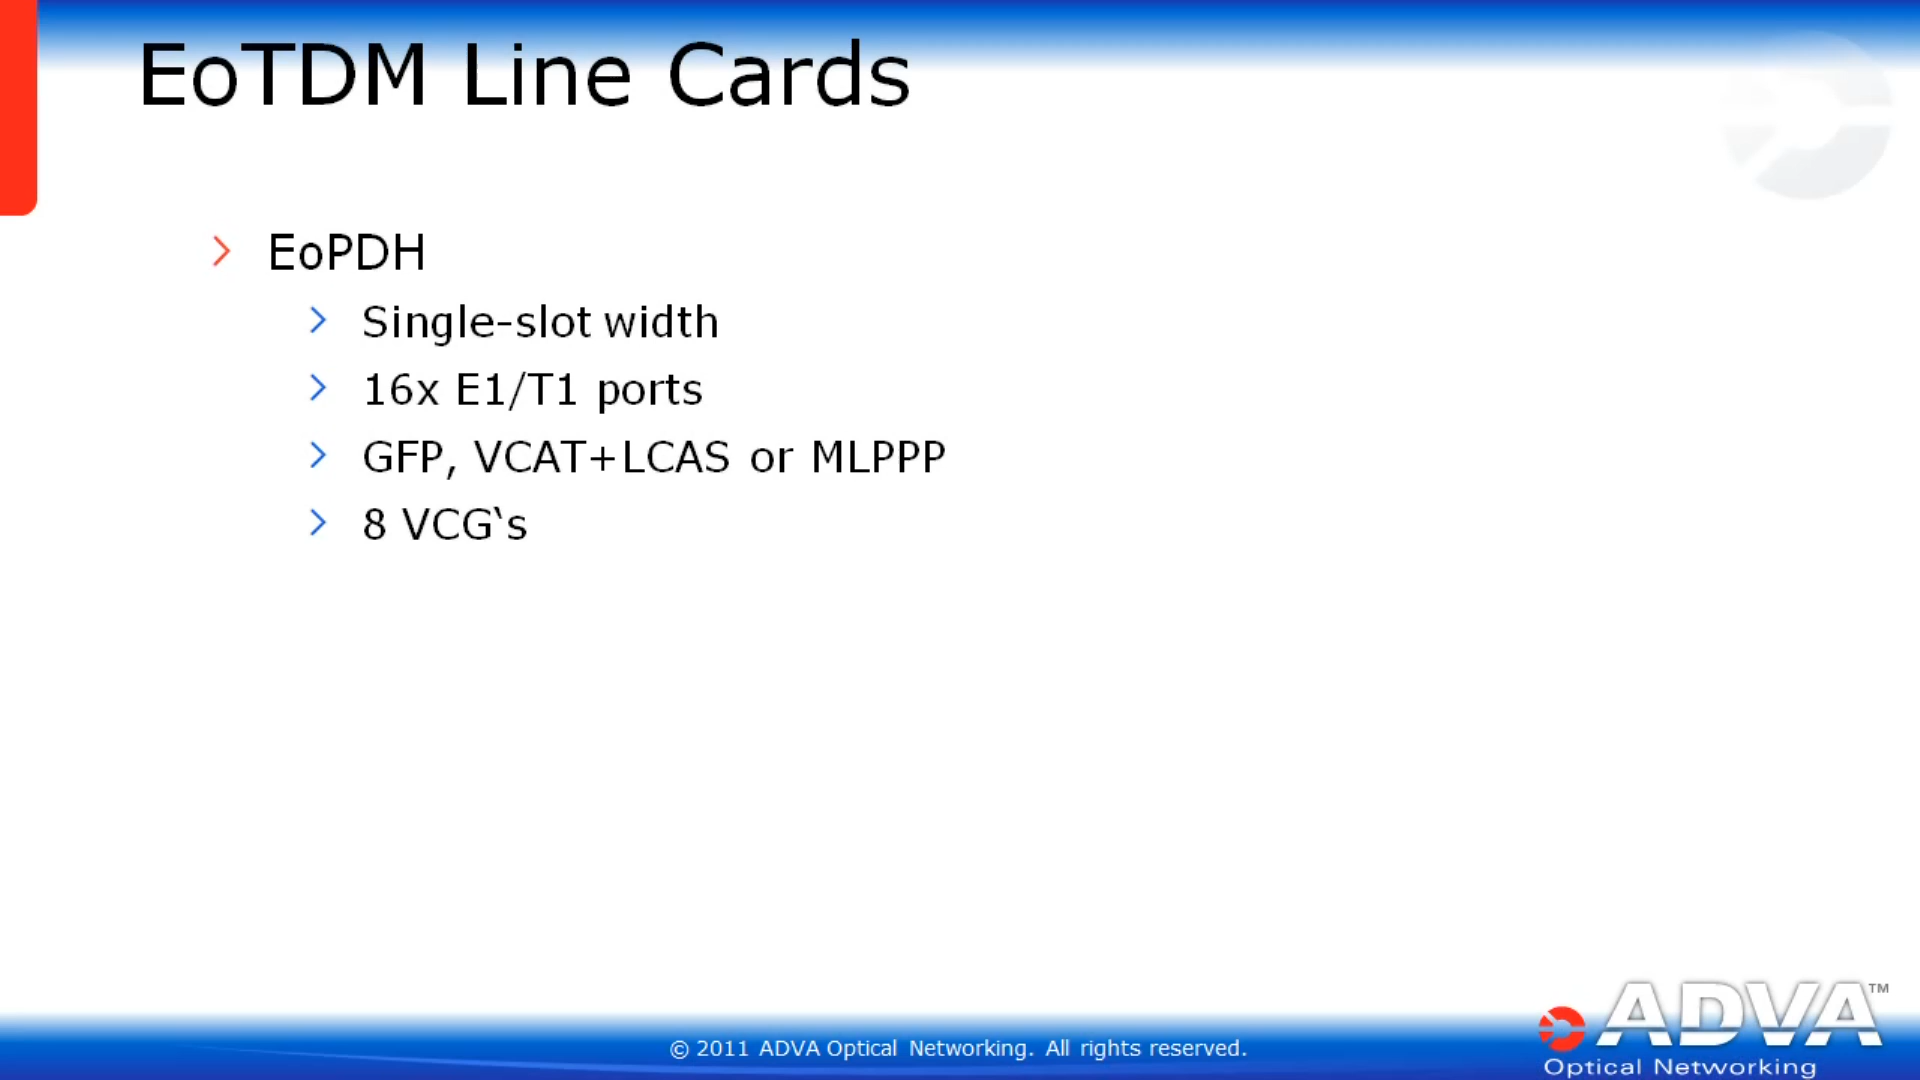 EoTDM Line Cards
EoPDH
Single-slot width
16x E1/T1 ports
GFP, VCAT+LCAS or MLPPP
8 VCG‛s
© 2011 ADVA Optical Networking. All rights reserved.
ADVA™
Optical Networking